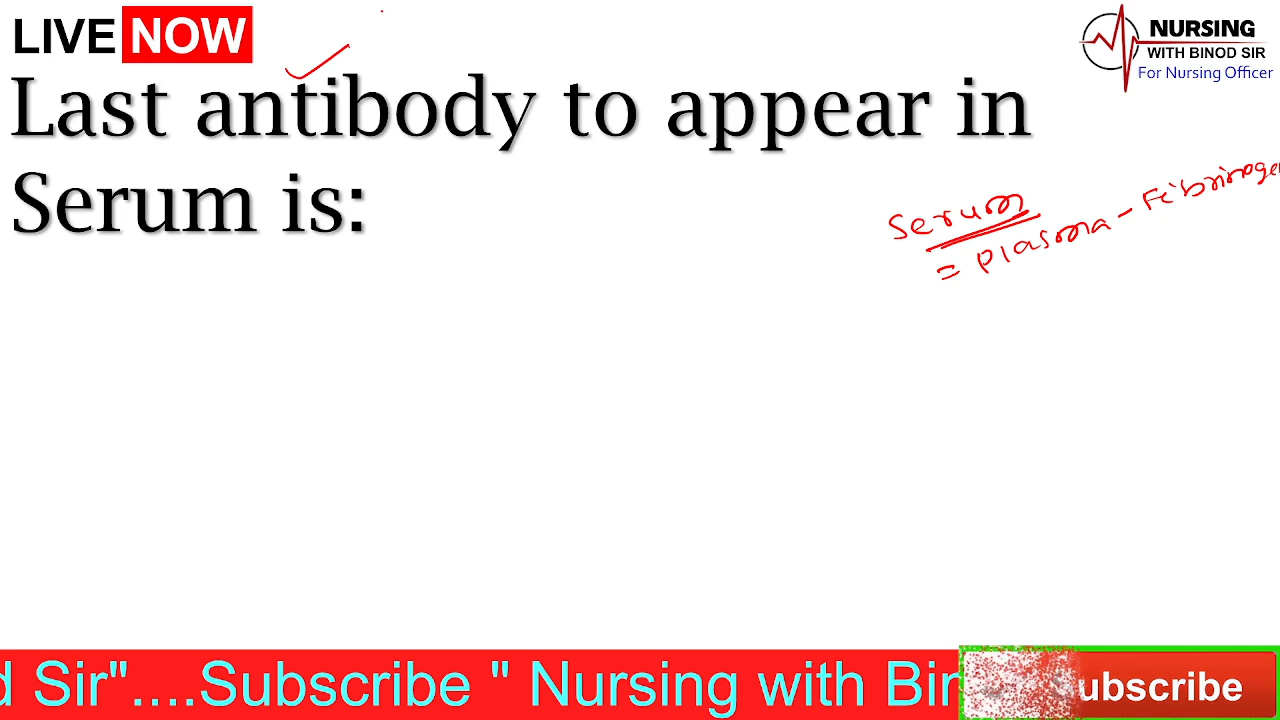 LIVE NOW
NURSING
WITH BINOD SIR
For Nursing Officer
Last antibody to appear in
Serum is:
Serum
= Plasma - Fibrinogen
d Sir"....Subscribe " Nursing with Bin
ubscribe